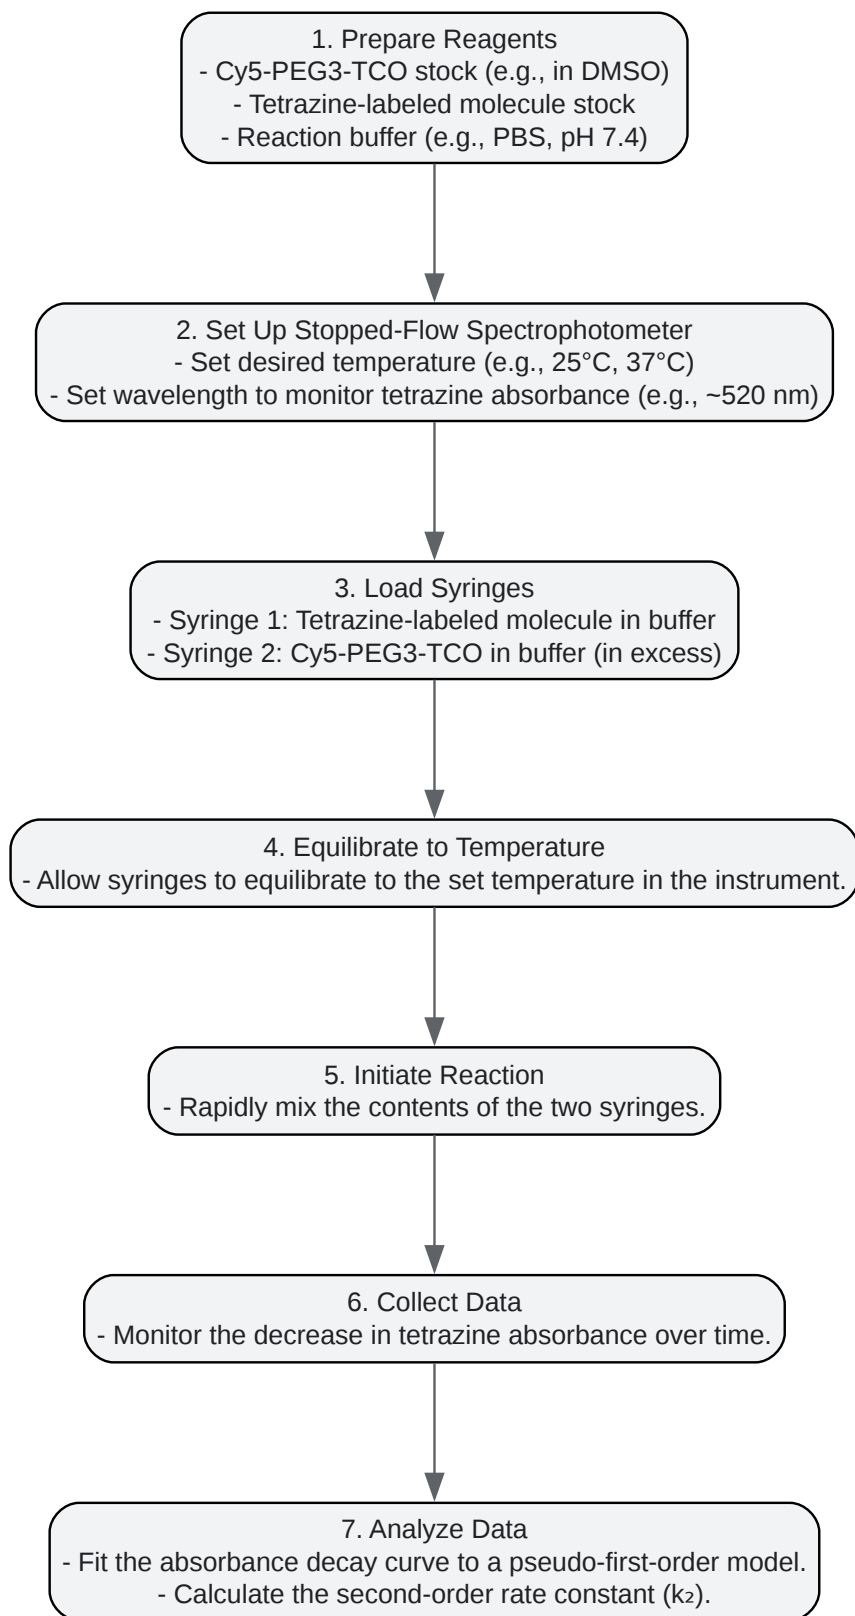 1. Prepare Reagents
- Cy5-PEG3-TCO stock (e.g., in DMSO)
- Tetrazine-labeled molecule stock
- Reaction buffer (e.g., PBS, pH 7.4)
2. Set Up Stopped-Flow Spectrophotometer
- Set desired temperature (e.g., 25°C, 37°C)
- Set wavelength to monitor tetrazine absorbance (e.g., ~520 nm)
3. Load Syringes
- Syringe 1: Tetrazine-labeled molecule in buffer
- Syringe 2: Cy5-PEG3-TCO in buffer (in excess)
4. Equilibrate to Temperature
- Allow syringes to equilibrate to the set temperature in the instrument.
5. Initiate Reaction
- Rapidly mix the contents of the two syringes.
6. Collect Data
- Monitor the decrease in tetrazine absorbance over time.
7. Analyze Data
- Fit the absorbance decay curve to a pseudo-first-order model.
- Calculate the second-order rate constant (k₂).